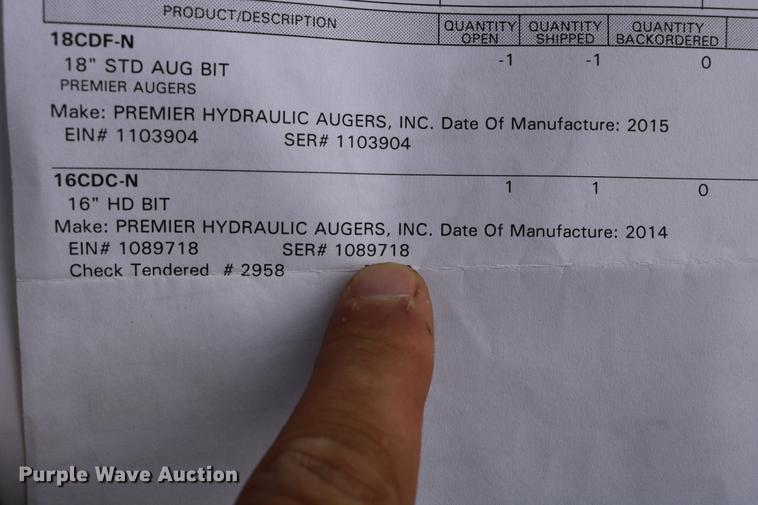 PRODUCT/DESCRIPTION QUANTITY OPEN QUANTITY SHIPPED QUANTITY BACKORDERED
18CDF-N -1 -1 0
18" STD AUG BIT
PREMIER AUGERS
Make: PREMIER HYDRAULIC AUGERS, INC. Date Of Manufacture: 2015
EIN# 1103904 SER# 1103904
16CDC-N 1 1 0
16" HD BIT
Make: PREMIER HYDRAULIC AUGERS, INC. Date Of Manufacture: 2014
EIN# 1089718 SER# 1089718
Check Tendered # 2958
Purple Wave Auction